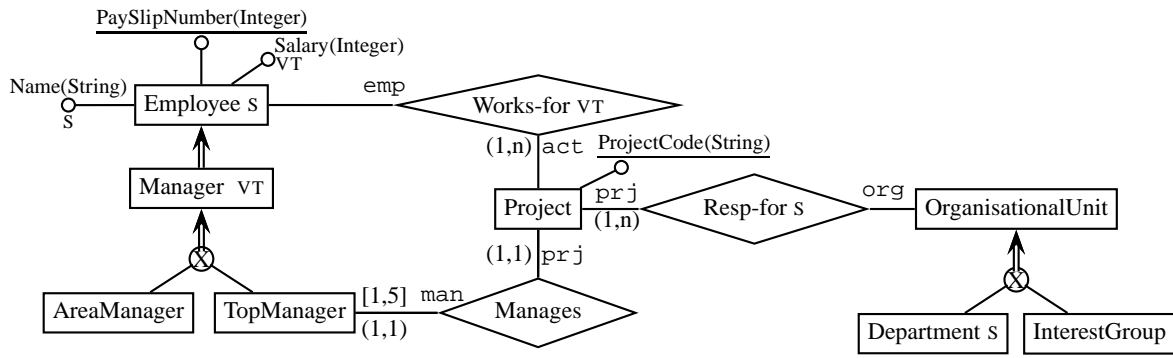 PaySlipNumber(Integer)
Salary(Integer)
VT
Name(String)
S
Employee S
emp
Works-for VT
(1,n) act
ProjectCode(String)
Manager VT
Project
prj
(1,n)
Resp-for S
org
OrganisationalUnit
(1,1) prj
X
X
AreaManager
TopManager
[1,5] man
(1,1)
Manages
Department S
InterestGroup